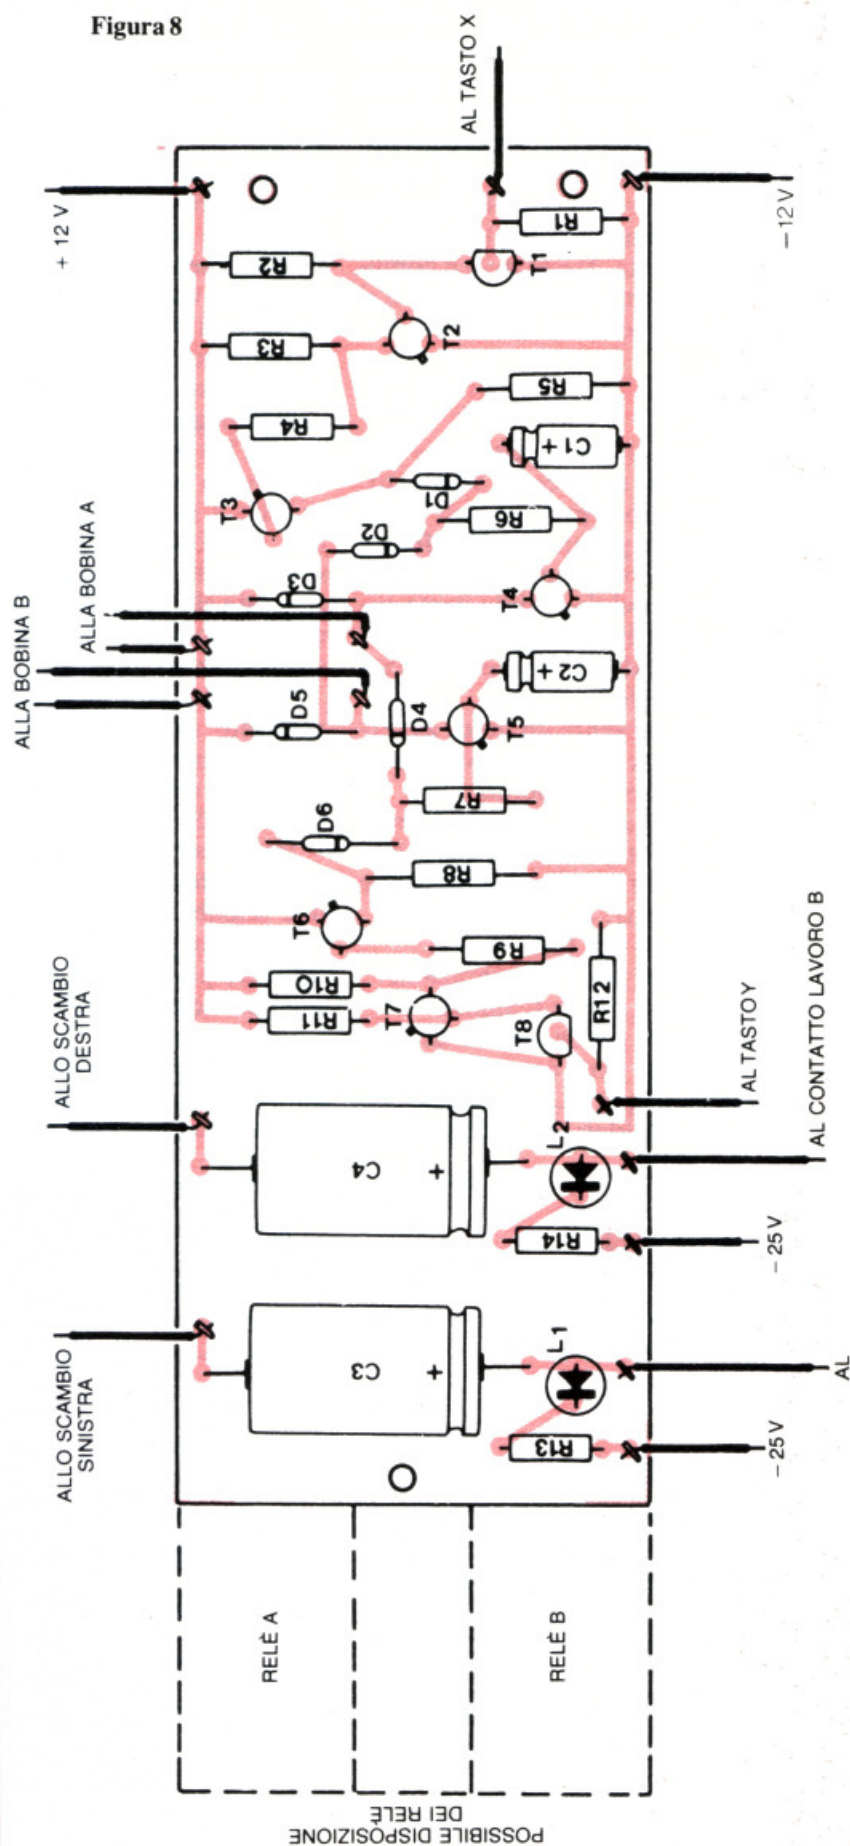 Figura 8
AL TASTO X
+ 12 V
– 12 V
R1
R2
T1
R3
T2
R5
R4
C1 +
T3
D1
R6
D2
D3
T4
ALLA BOBINA A
ALLA BOBINA B
C2 +
D5
D4
T5
R7
D6
R8
T6
R9
R10
R12
R11
T7
T8
ALLO SCAMBIO
DESTRA
AL TASTO Y
AL CONTATTO LAVORO B
L2
C4
+
R14
– 25 V
ALLO SCAMBIO
SINISTRA
L1
C3
+
R13
– 25 V
AL
RELÈ A
RELÈ B
POSSIBILE DISPOSIZIONE
DEI RELÈ